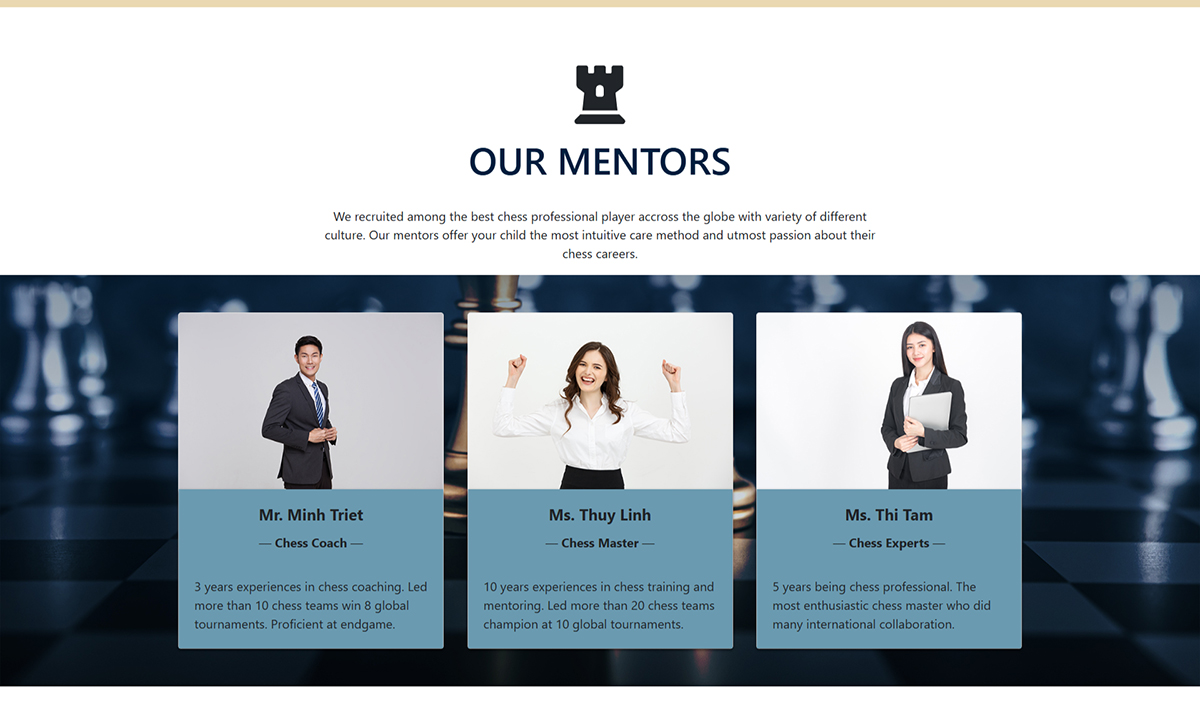 OUR MENTORS
We recruited among the best chess professional player accross the globe with variety of different
culture. Our mentors offer your child the most intuitive care method and utmost passion about their
chess careers.
Mr. Minh Triet
— Chess Coach —
3 years experiences in chess coaching. Led
more than 10 chess teams win 8 global
tournaments. Proficient at endgame.
Ms. Thuy Linh
— Chess Master —
10 years experiences in chess training and
mentoring. Led more than 20 chess teams
champion at 10 global tournaments.
Ms. Thi Tam
— Chess Experts —
5 years being chess professional. The
most enthusiastic chess master who did
many international collaboration.